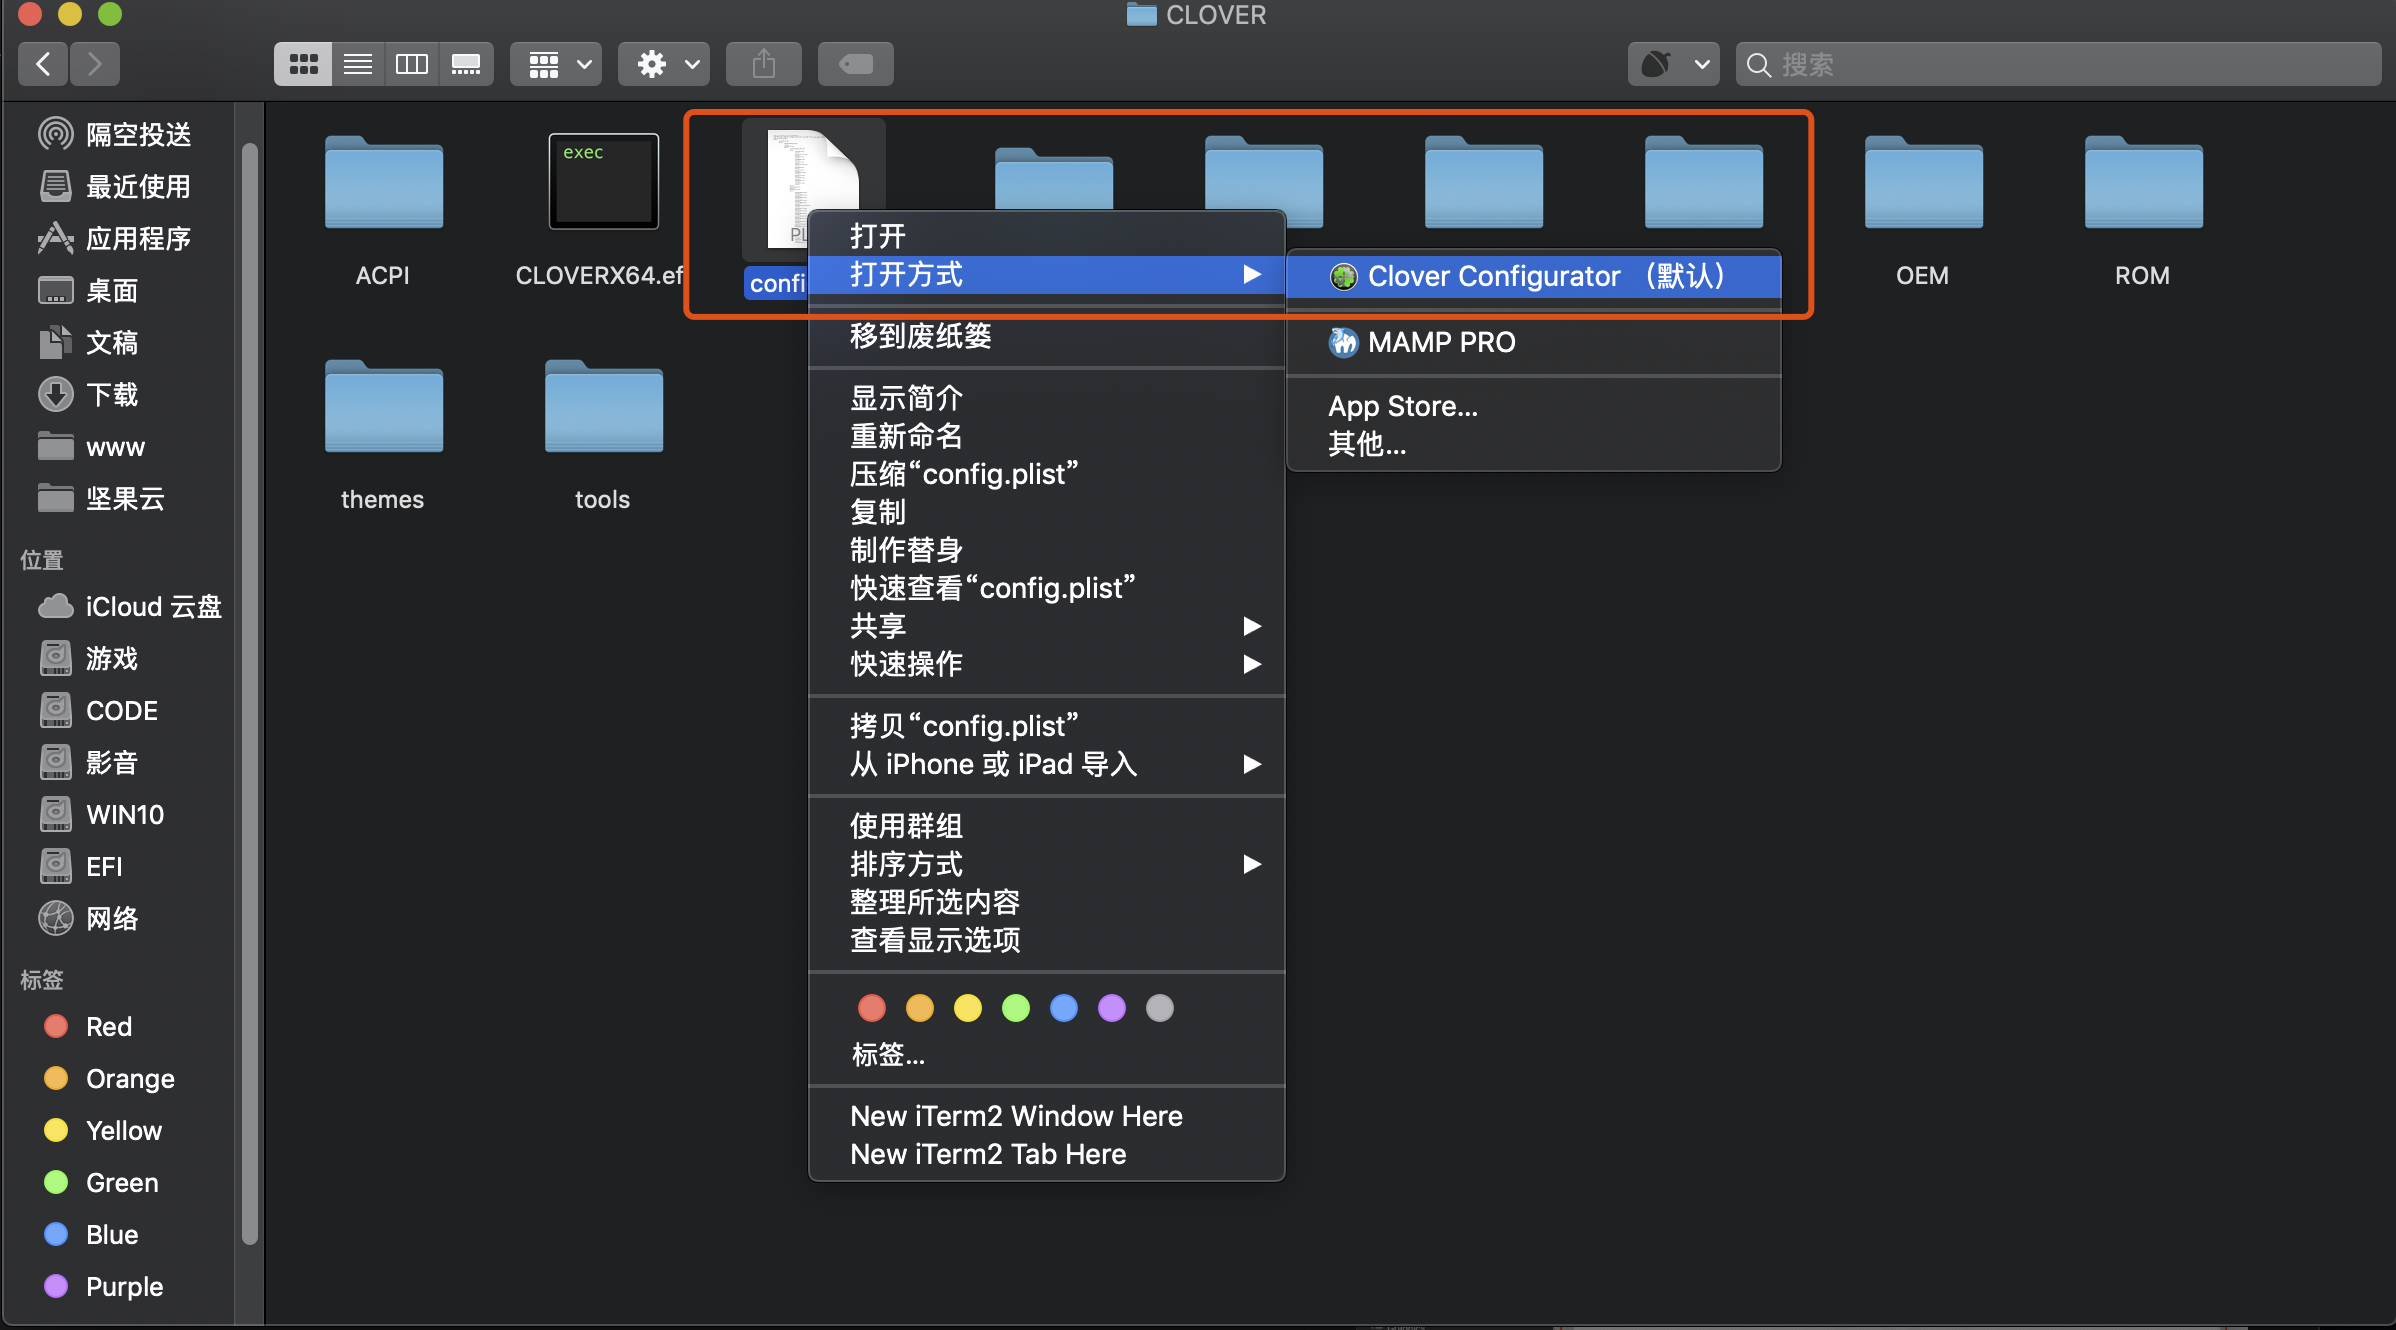 CLOVER
搜索
隔空投送
最近使用
应用程序
桌面
文稿
下载
www
坚果云
位置
iCloud 云盘
游戏
CODE
影音
WIN10
EFI
网络
标签
Red
Orange
Yellow
Green
Blue
Purple
exec
ACPI
CLOVERX64.ef
confi
OEM
ROM
themes
tools
打开
打开方式
移到废纸篓
显示简介
重新命名
压缩“config.plist”
复制
制作替身
快速查看“config.plist”
共享
快速操作
拷贝“config.plist”
从 iPhone 或 iPad 导入
使用群组
排序方式
整理所选内容
查看显示选项
标签...
New iTerm2 Window Here
New iTerm2 Tab Here
Clover Configurator （默认）
MAMP PRO
App Store...
其他...